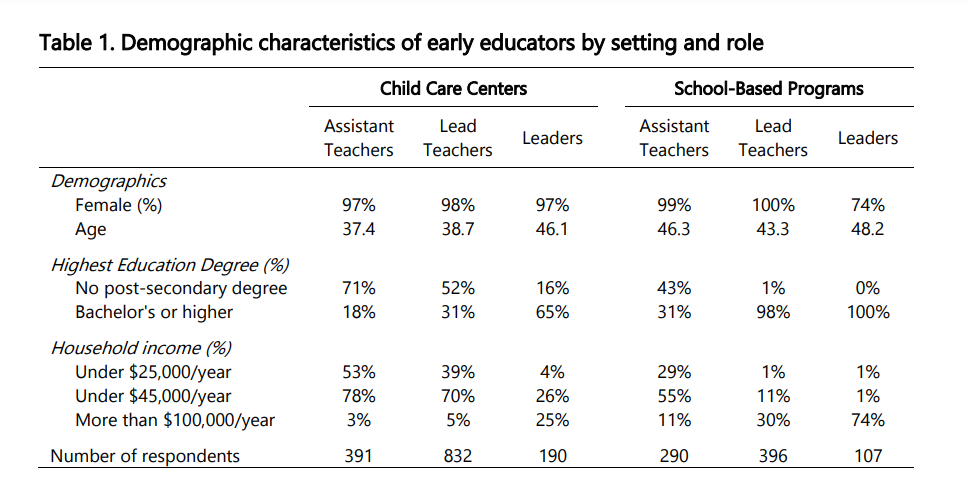 Table 1. Demographic characteristics of early educators by setting and role
Child Care Centers School-Based Programs
Assistant Teachers Lead Teachers Leaders Assistant Teachers Lead Teachers Leaders
Demographics
Female (%) 97% 98% 97% 99% 100% 74%
Age 37.4 38.7 46.1 46.3 43.3 48.2
Highest Education Degree (%)
No post-secondary degree 71% 52% 16% 43% 1% 0%
Bachelor's or higher 18% 31% 65% 31% 98% 100%
Household income (%)
Under $25,000/year 53% 39% 4% 29% 1% 1%
Under $45,000/year 78% 70% 26% 55% 11% 1%
More than $100,000/year 3% 5% 25% 11% 30% 74%
Number of respondents 391 832 190 290 396 107